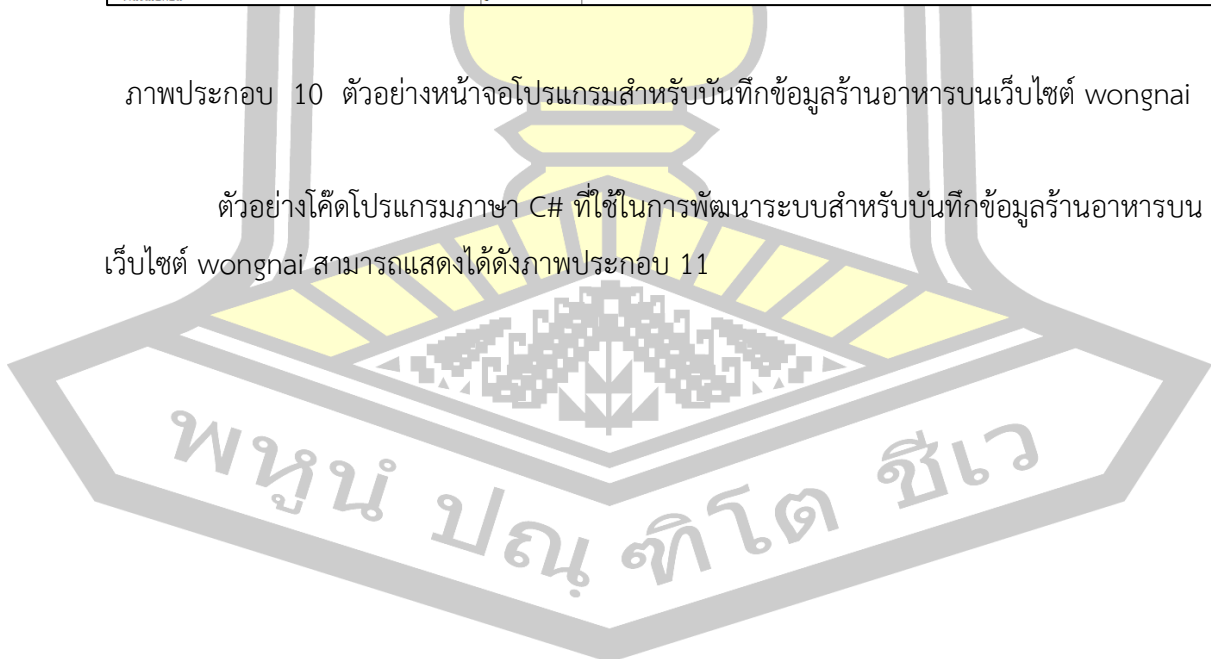 ภาพประกอบ 10 ตัวอย่างหน้าจอโปรแกรมสำหรับบันทึกข้อมูลร้านอาหารบนเว็บไซต์ wongnai
ตัวอย่างโค๊ดโปรแกรมภาษา C# ที่ใช้ในการพัฒนาระบบสำหรับบันทึกข้อมูลร้านอาหารบน
เว็บไซต์ wongnai สามารถแสดงได้ดังภาพประกอบ 11
พหูนํ ปณฺฑิโต ชีเว